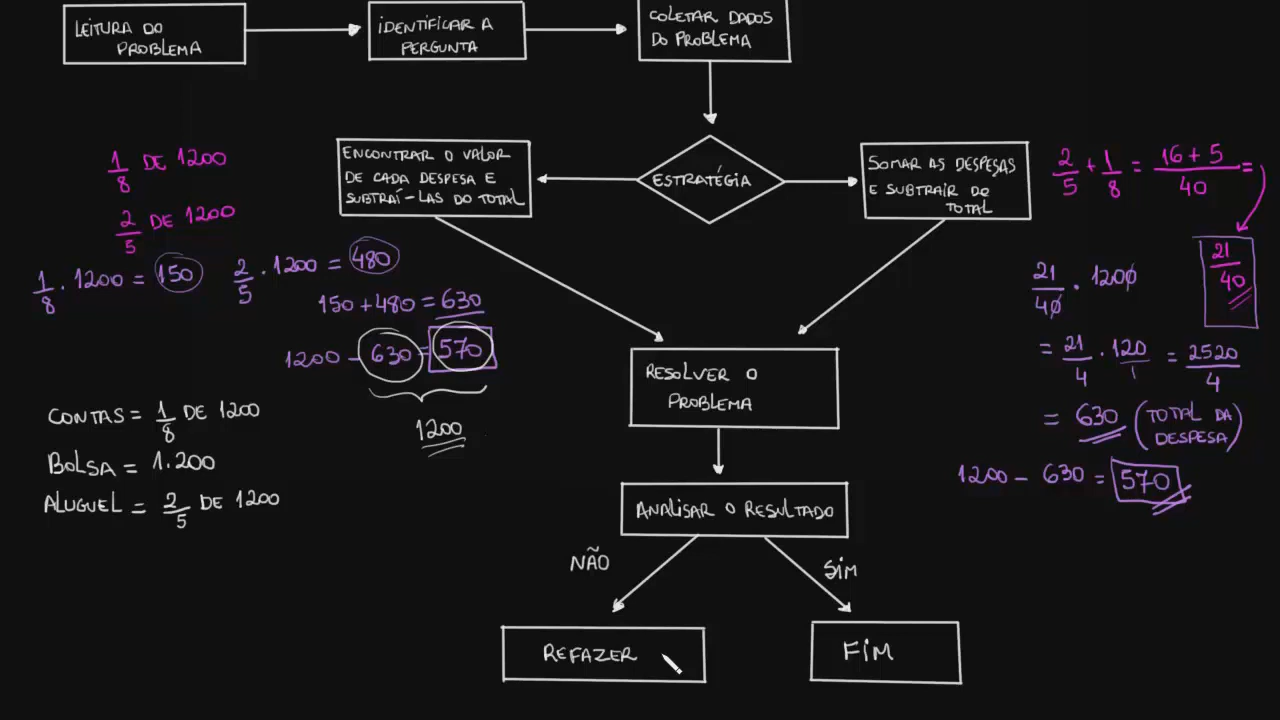 LEITURA DO
PROBLEMA
IDENTIFICAR A
PERGUNTA
COLETAR DADOS
DO PROBLEMA
ENCONTRAR O VALOR
DE CADA DESPESA E
SUBTRAÍ-LAS DO TOTAL
ESTRATÉGIA
SOMAR AS DESPESAS
E SUBTRAIR DO
TOTAL
1/8 DE 1200
2/5 DE 1200
1/8 . 1200 = 150
2/5 . 1200 = 480
150 + 480 = 630
1200 - 630 = 570
1200
CONTAS = 1/8 DE 1200
BOLSA = 1.200
ALUGUEL = 2/5 DE 1200
2/5 + 1/8 = 16 + 5/40 =
21/40
21/40 . 1200
= 21/4 . 120/1 = 2520/4
= 630 (TOTAL DA
DESPESA)
1200 - 630 = 570
RESOLVER O
PROBLEMA
ANALISAR O RESULTADO
NÃO
SIM
REFAZER
FIM